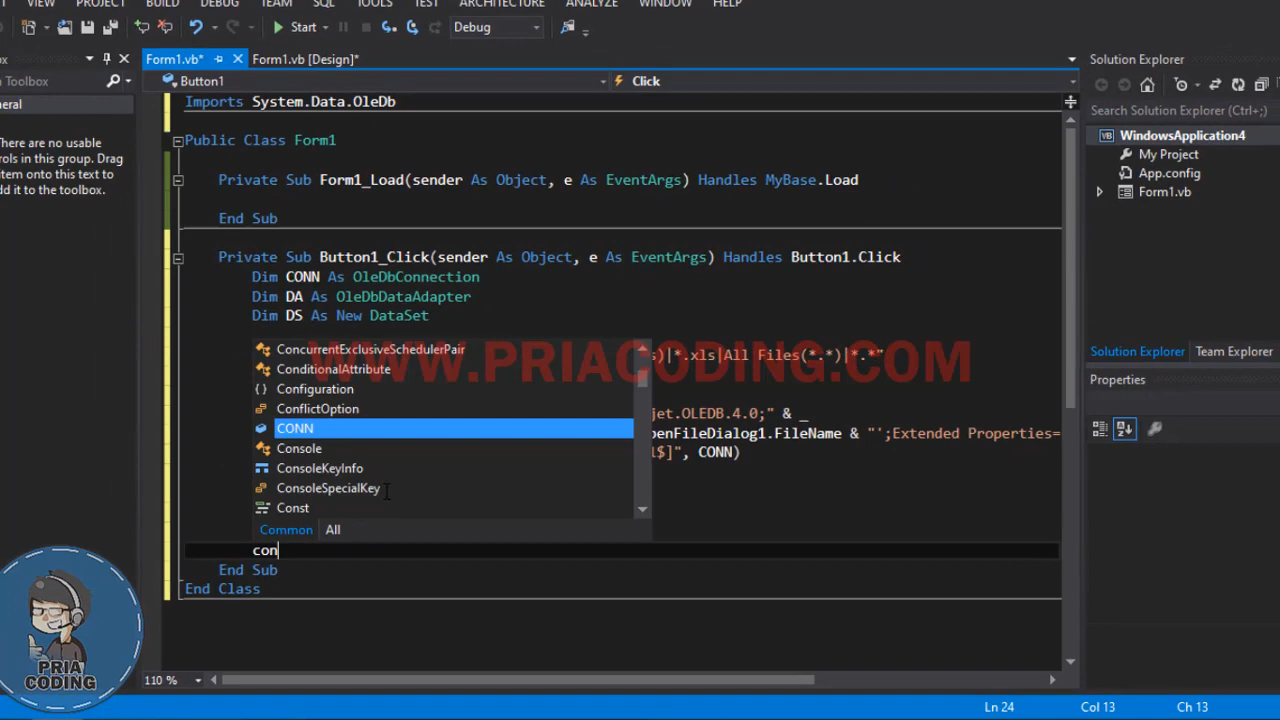 VIEW PROJECT BUILD DEBUG TEAM SQL TOOLS TEST ARCHITECTURE ANALYZE WINDOW HELP
Start Debug
Form1.vb* Form1.vb [Design]*
Toolbox
Button1 Click
There are no usable
controls in this group. Drag
item onto this text to
add it to the toolbox.
Imports System.Data.OleDb
Public Class Form1
Private Sub Form1_Load(sender As Object, e As EventArgs) Handles MyBase.Load
End Sub
Private Sub Button1_Click(sender As Object, e As EventArgs) Handles Button1.Click
Dim CONN As OleDbConnection
Dim DA As OleDbDataAdapter
Dim DS As New DataSet
s)|*.xls|All Files(*.*)|*.*"
jet.OLEDB.4.0;" & _
penFileDialog1.FileName & "';Extended Properties=
l$]", CONN)
ConcurrentExclusiveSchedulerPair
ConditionalAttribute
Configuration
ConflictOption
CONN
Console
ConsoleKeyInfo
ConsoleSpecialKey
Const
Common All
con
End Sub
End Class
WWW.PRIACODING.COM
PRIA
CODING
110 %
Solution Explorer
Search Solution Explorer (Ctrl+;)
WindowsApplication4
My Project
App.config
Form1.vb
Solution Explorer Team Explorer
Properties
Ln 24 Col 13 Ch 13